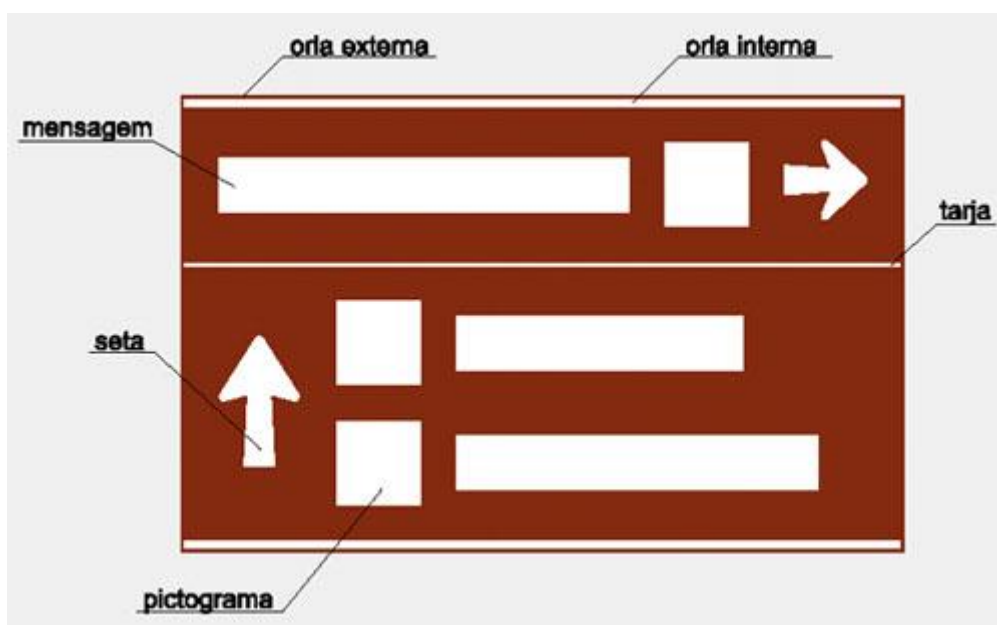 orla externa
orla interna
mensagem
tarja
seta
pictograma